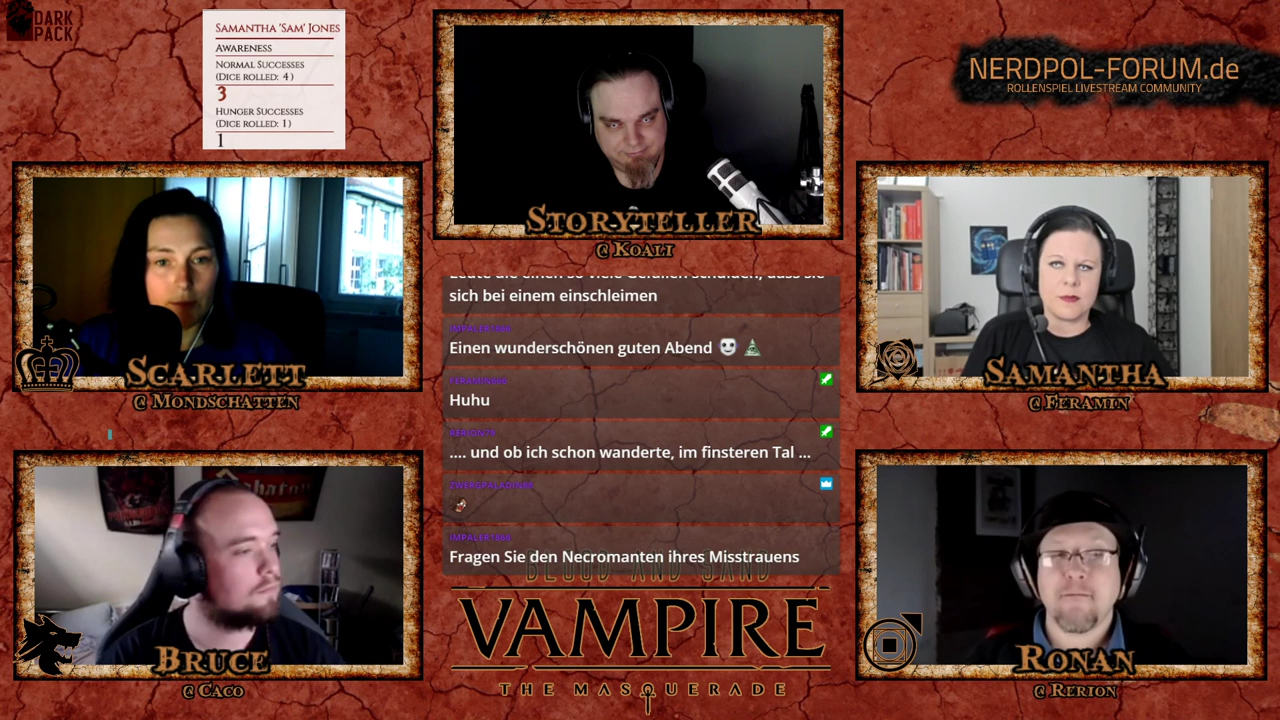 DARK
PACK
SAMANTHA 'SAM' JONES
AWARENESS
NORMAL SUCCESSES
(DICE ROLLED: 4 )
3
HUNGER SUCCESSES
(DICE ROLLED: 1 )
1
NERDPOL-FORUM.de
ROLLENSPIEL LIVESTREAM COMMUNITY
STORYTELLER
@ KOALI
SCARLETT
@ MONDSCHATTEN
SAMANTHA
@ FERAMIN
sich bei einem einschleimen
Einen wunderschönen guten Abend
Huhu
.... und ob ich schon wanderte, im finsteren Tal ...
IMPALER1860
Fragen Sie den Necromanten ihres Misstrauens
BLOOD AND SAND
VAMPIRE
THE MASQUERADE
BRUCE
@ CACO
RONAN
@ RERION